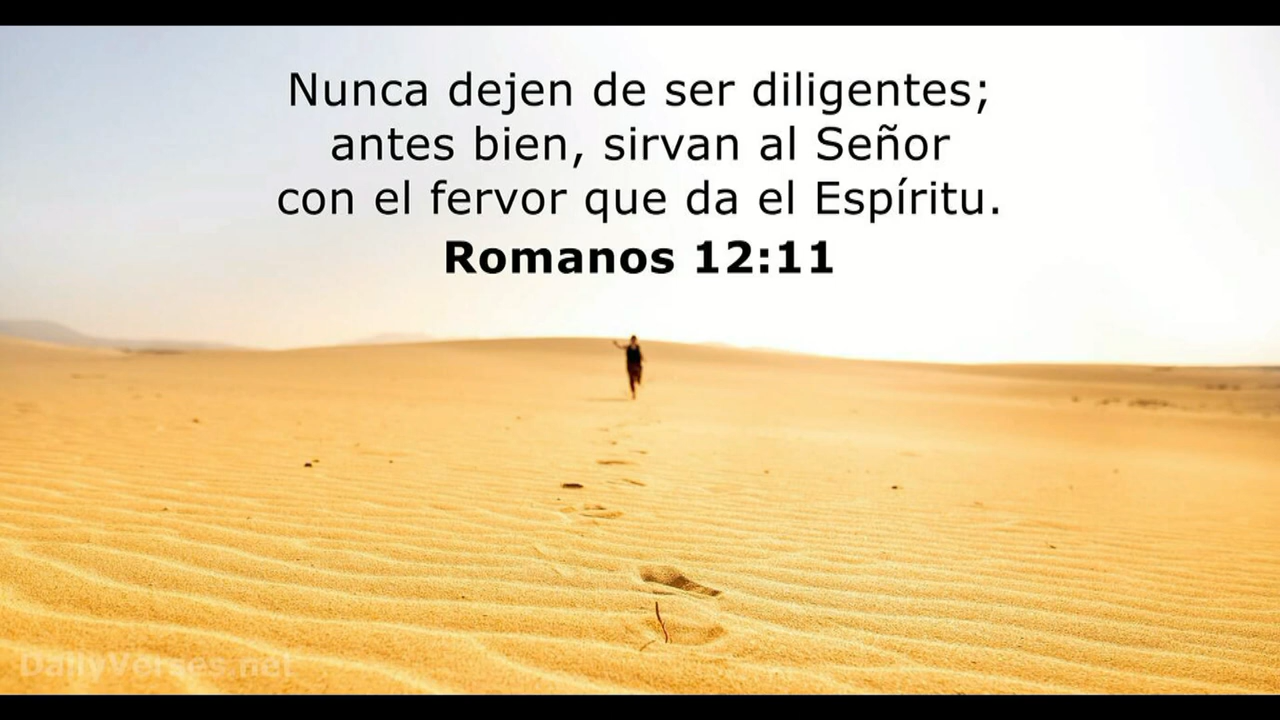 Nunca dejen de ser diligentes;
antes bien, sirvan al Señor
con el fervor que da el Espíritu.
Romanos 12:11
DailyVerses.net